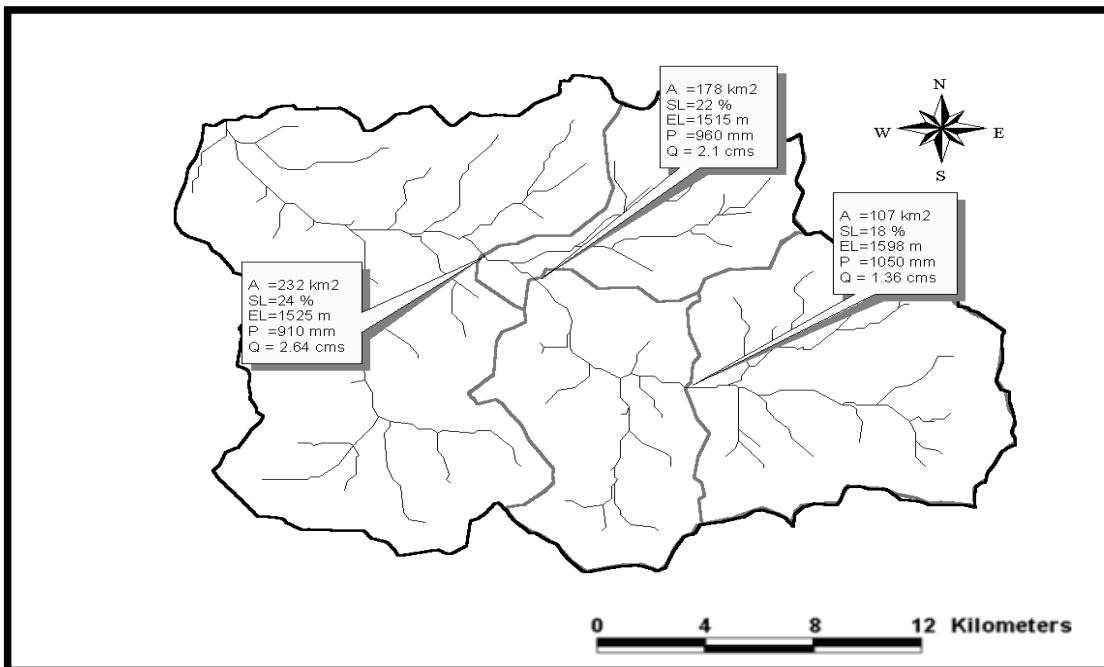 A =178 km2
SL=22 %
EL=1515 m
P =960 mm
Q = 2.1 cms
N
W
E
S
A =107 km2
SL=18 %
EL=1598 m
P =1050 mm
Q = 1.36 cms
A =232 km2
SL=24 %
EL=1525 m
P =910 mm
Q = 2.64 cms
0 4 8 12 Kilometers